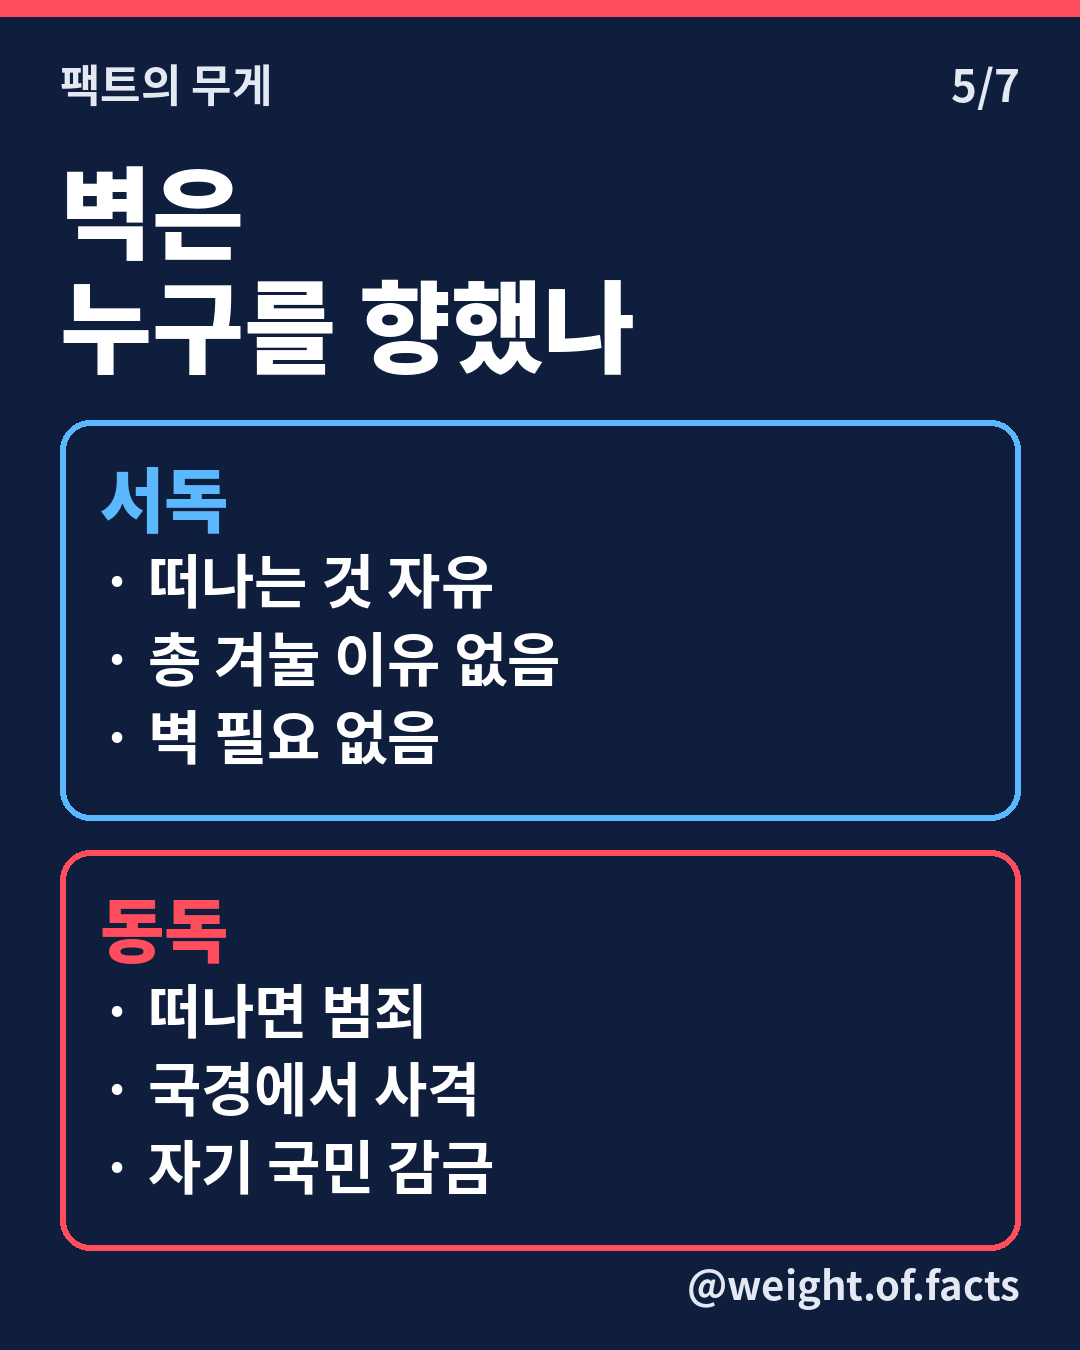 팩트의 무게
5/7
벽은
누구를 향했나
서독
· 떠나는 것 자유
· 총 겨눌 이유 없음
· 벽 필요 없음
동독
· 떠나면 범죄
· 국경에서 사격
· 자기 국민 감금
@weight.of.facts